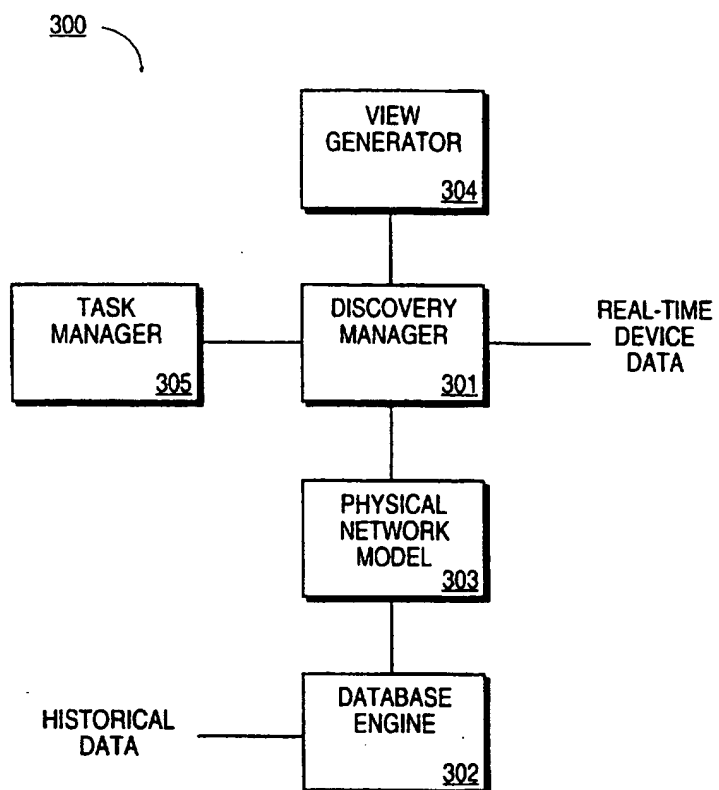 300
VIEW
GENERATOR
304
TASK
MANAGER
305
DISCOVERY
MANAGER
301
REAL-TIME
DEVICE
DATA
PHYSICAL
NETWORK
MODEL
303
HISTORICAL
DATA
DATABASE
ENGINE
302